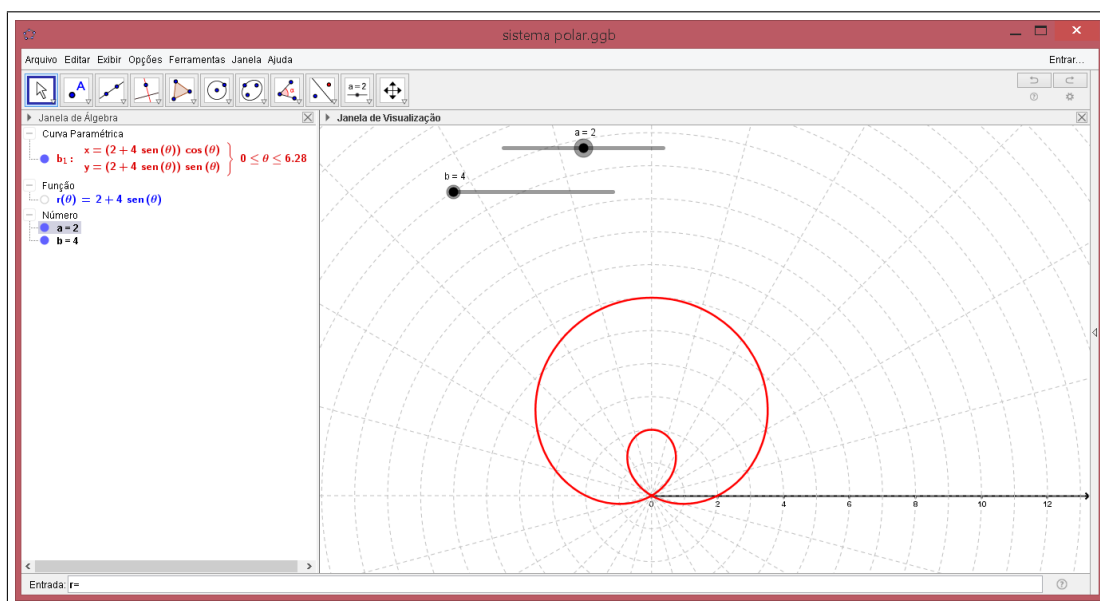 sistema polar.ggb
Arquivo Editar Exibir Opções Ferramentas Janela Ajuda
Entrar...
A
a=2
Janela de Álgebra
Curva Paramétrica
b₁ : x = (2+4 sen(θ)) cos(θ)
y = (2+4 sen(θ)) sen(θ) } 0 ≤ θ ≤ 6.28
Função
r(θ) = 2+4 sen(θ)
Número
a = 2
b = 4
Janela de Visualização
a = 2
b = 4
0 2 4 6 8 10 12
Entrada: r=